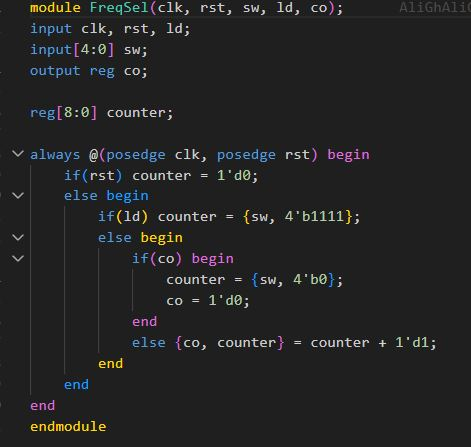 module FreqSel(clk, rst, sw, ld, co);
input clk, rst, ld;
input[4:0] sw;
output reg co;
reg[8:0] counter;
always @(posedge clk, posedge rst) begin
if(rst) counter = 1'd0;
else begin
if(ld) counter = {sw, 4'b1111};
else begin
if(co) begin
counter = {sw, 4'b0};
co = 1'd0;
end
else {co, counter} = counter + 1'd1;
end
end
end
endmodule